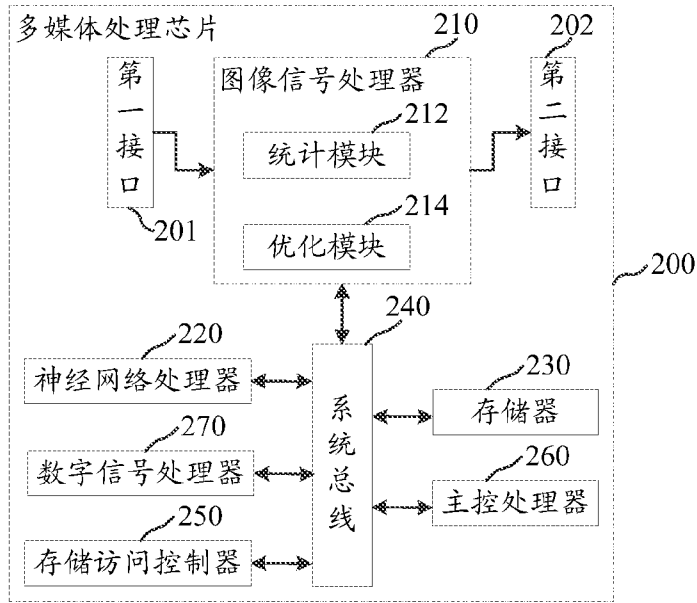 多媒体处理芯片
210
202
第一接口
图像信号处理器
第二接口
212
统计模块
214
优化模块
201
200
240
220
神经网络处理器
系统总线
230
存储器
270
数字信号处理器
260
主控处理器
250
存储访问控制器